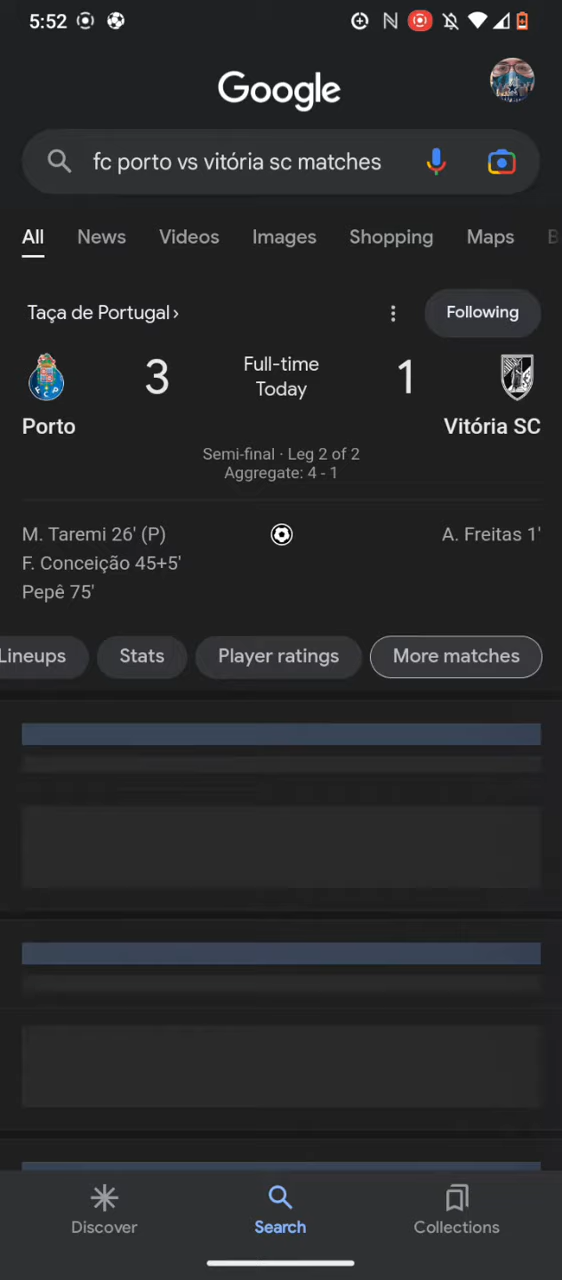 5:52
Google
fc porto vs vitória sc matches
All News Videos Images Shopping Maps B
Taça de Portugal ›
Following
3 Full-time 1
Today
Porto Vitória SC
Semi-final · Leg 2 of 2
Aggregate: 4 - 1
M. Taremi 26' (P) A. Freitas 1'
F. Conceição 45+5'
Pepê 75'
Lineups Stats Player ratings More matches
Discover Search Collections